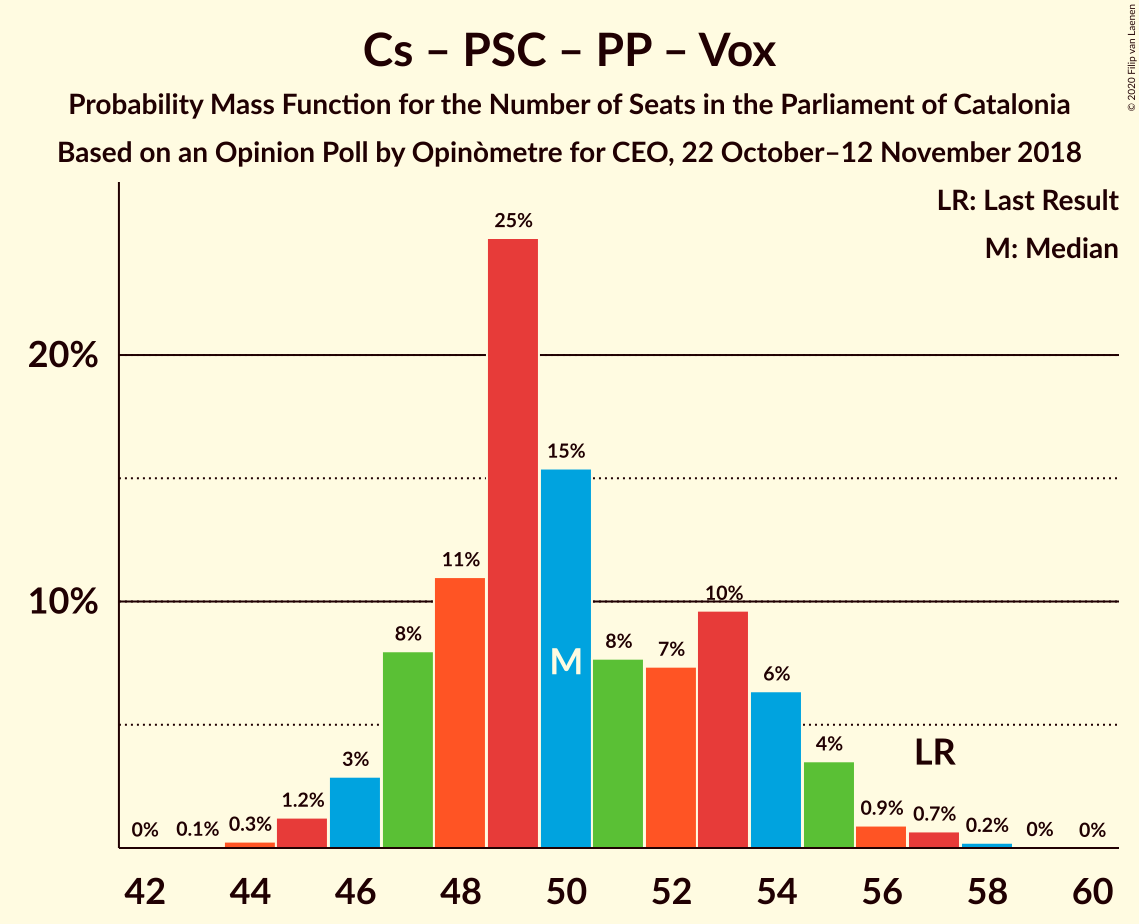 Cs – PSC – PP – Vox
Probability Mass Function for the Number of Seats in the Parliament of Catalonia
Based on an Opinion Poll by Opinòmetre for CEO, 22 October–12 November 2018
© 2020 Filip van Laenen
LR: Last Result
M: Median
20%
10%
0%
0.1%
0.3%
1.2%
3%
8%
11%
25%
15%
M
8%
7%
10%
6%
4%
0.9%
LR
0.7%
0.2%
0%
0%
42 44 46 48 50 52 54 56 58 60